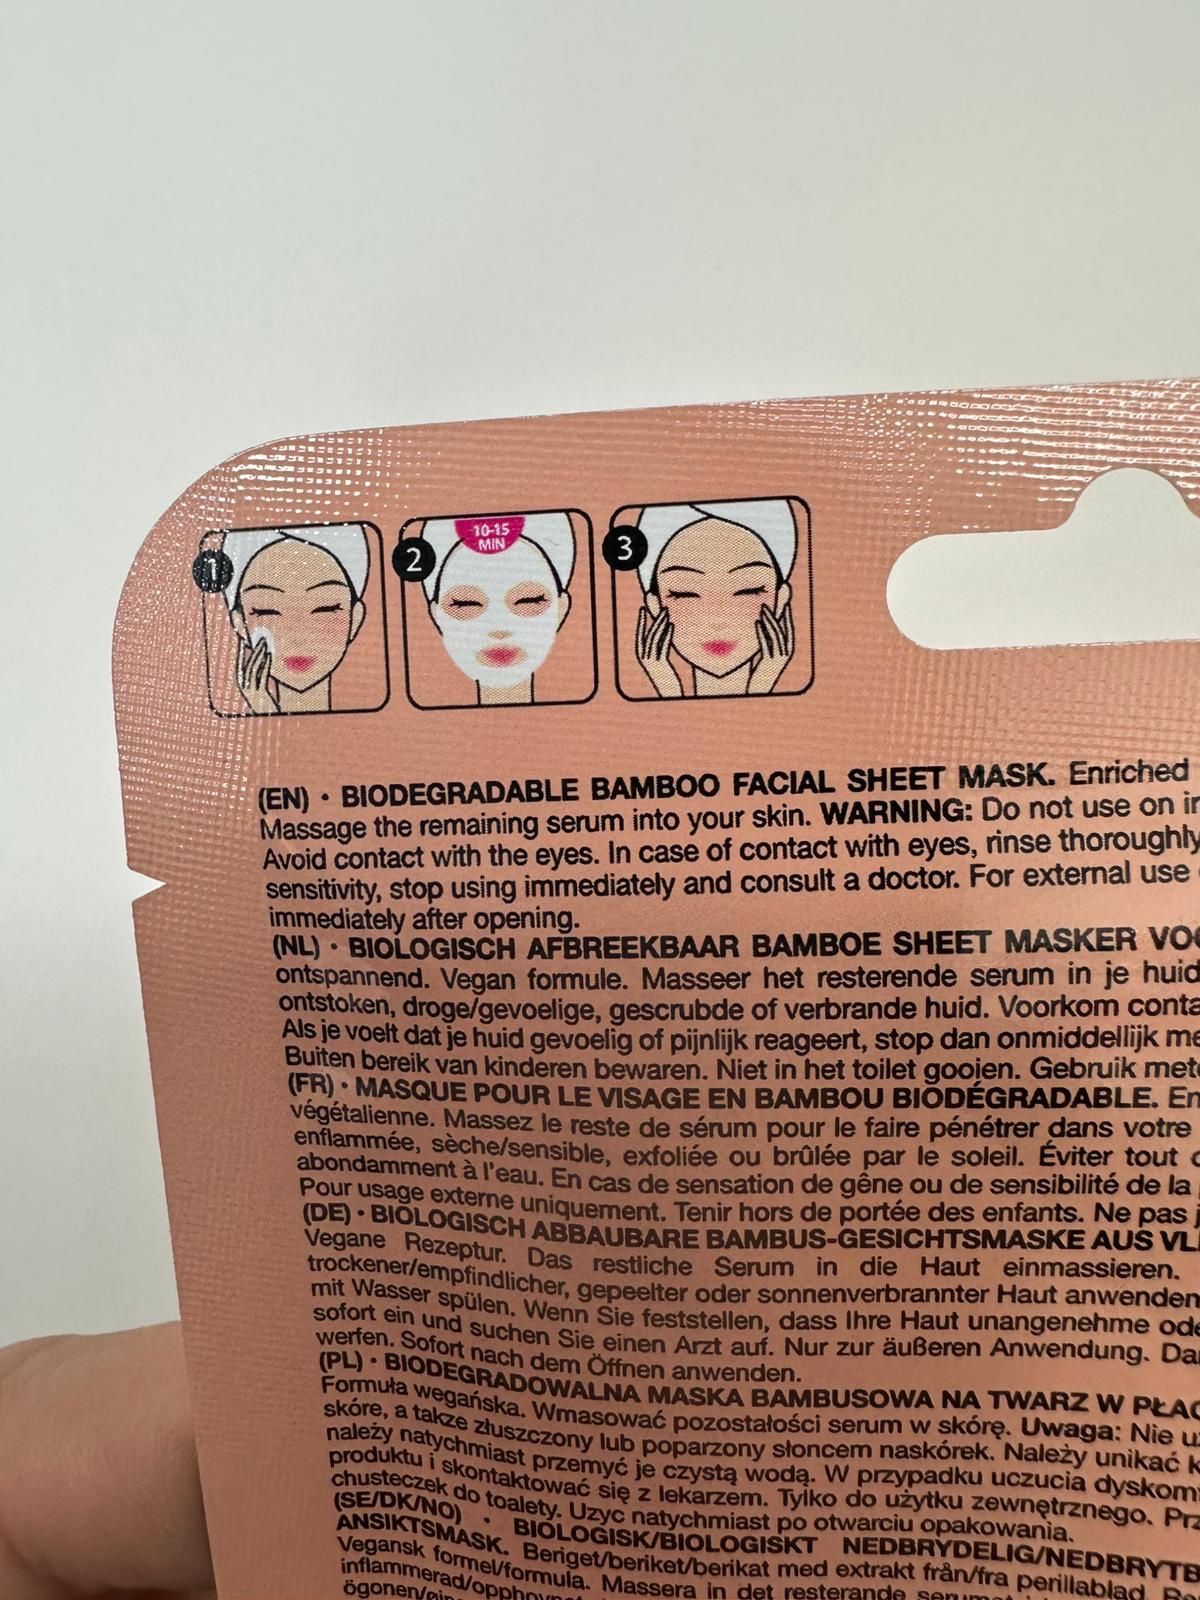 1
2
10-15
MIN
3
(EN) · BIODEGRADABLE BAMBOO FACIAL SHEET MASK. Enriched
Massage the remaining serum into your skin. WARNING: Do not use on
Avoid contact with the eyes. In case of contact with eyes, rinse thoroughly
sensitivity, stop using immediately and consult a doctor. For external use
immediately after opening.
(NL) · BIOLOGISCH AFBREEKBAAR BAMBOE SHEET MASKER
ontspannend. Vegan formule. Masseer het resterende serum in je huid
ontstoken, droge/gevoelige, gescrubde of verbrande huid. Voorkom
Als je voelt dat je huid gevoelig of pijnlijk reageert, stop dan onmiddellijk
Buiten bereik van kinderen bewaren. Niet in het toilet gooien. Gebruik
(FR) · MASQUE POUR LE VISAGE EN BAMBOU BIODÉGRADABLE.
végétalienne. Massez le reste de sérum pour le faire pénétrer dans votre
enflammée, sèche/sensible, exfoliée ou brûlée par le soleil. Éviter tout
abondamment à l'eau. En cas de sensation de gêne ou de sensibilité de la
Pour usage externe uniquement. Tenir hors de portée des enfants. Ne pas
(DE) · BIOLOGISCH ABBAUBARE BAMBUS-GESICHTSMASKE AUS
Vegane Rezeptur. Das restliche Serum in die Haut einmassieren.
trockener/empfindlicher, gepeelter oder sonnenverbrannter Haut anwenden
mit Wasser spülen. Wenn Sie feststellen, dass Ihre Haut unangenehme
sofort ein und suchen Sie einen Arzt auf. Nur zur äußeren Anwendung.
werfen. Sofort nach dem Öffnen anwenden.
(PL) · BIODEGRADOWALNA MASKA BAMBUSOWA NA TWARZ W
Formuła wegańska. Wmasować pozostałości serum w skórę. Uwaga: Nie
skóre, a takze złuszczony lub poparzony słoncem naskórek. Należy unikać
należy natychmiast przemyć je czystą wodą. W przypadku uczucia
produktu i skontaktować się z lekarzem. Tylko do użytku zewnętrznego.
chusteczek do toalety. Uzyc natychmiast po otwarciu opakowania.
(SE/DK/NO) · BIOLOGISK/BIOLOGISKT
ANSIKTSMASK. Beriget/beriket/berikat med extrakt från/fra perillablad.
Vegansk formel/formula. Massera in det resterande